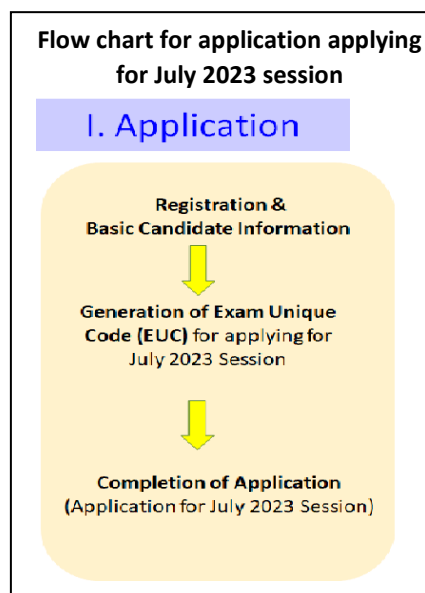 Flow chart for application applying
for July 2023 session
I. Application
Registration &
Basic Candidate Information
Generation of Exam Unique
Code (EUC) for applying for
July 2023 Session
Completion of Application
(Application for July 2023 Session)